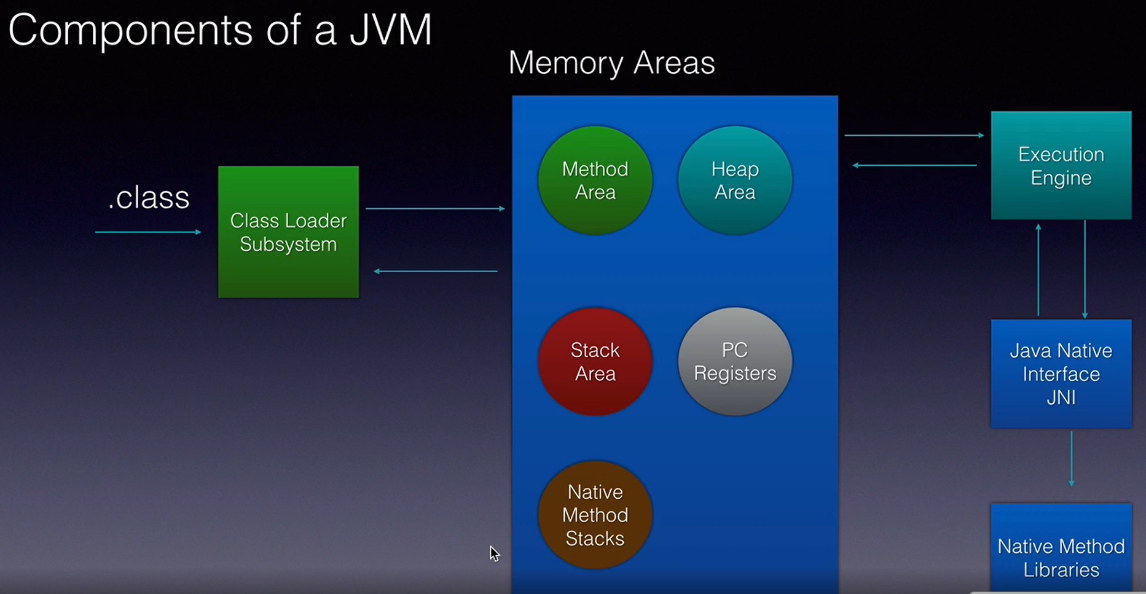 Components of a JVM
Memory Areas
.class
Class Loader
Subsystem
Method
Area
Heap
Area
Stack
Area
PC
Registers
Native
Method
Stacks
Execution
Engine
Java Native
Interface
JNI
Native Method
Libraries